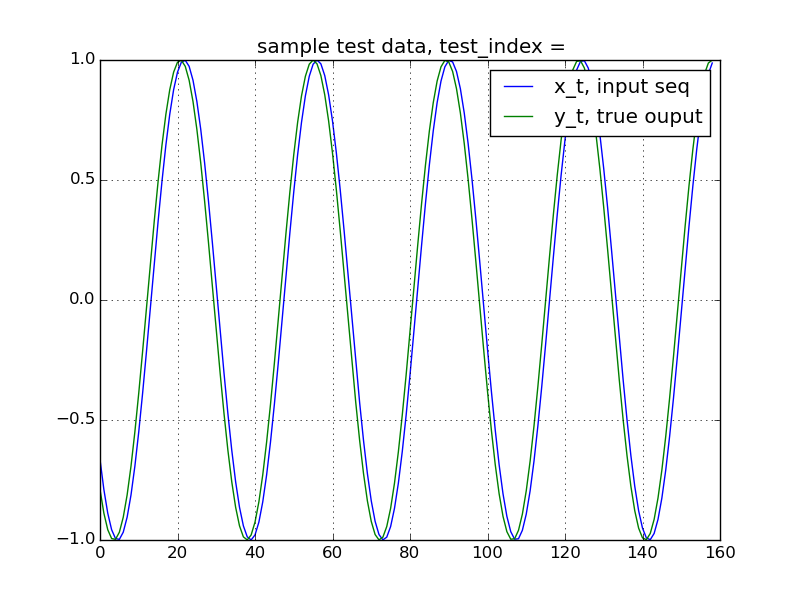 sample test data, test_index =
x_t, input seq
y_t, true ouput
1.0
0.5
0.0
−0.5
−1.0
0 20 40 60 80 100 120 140 160